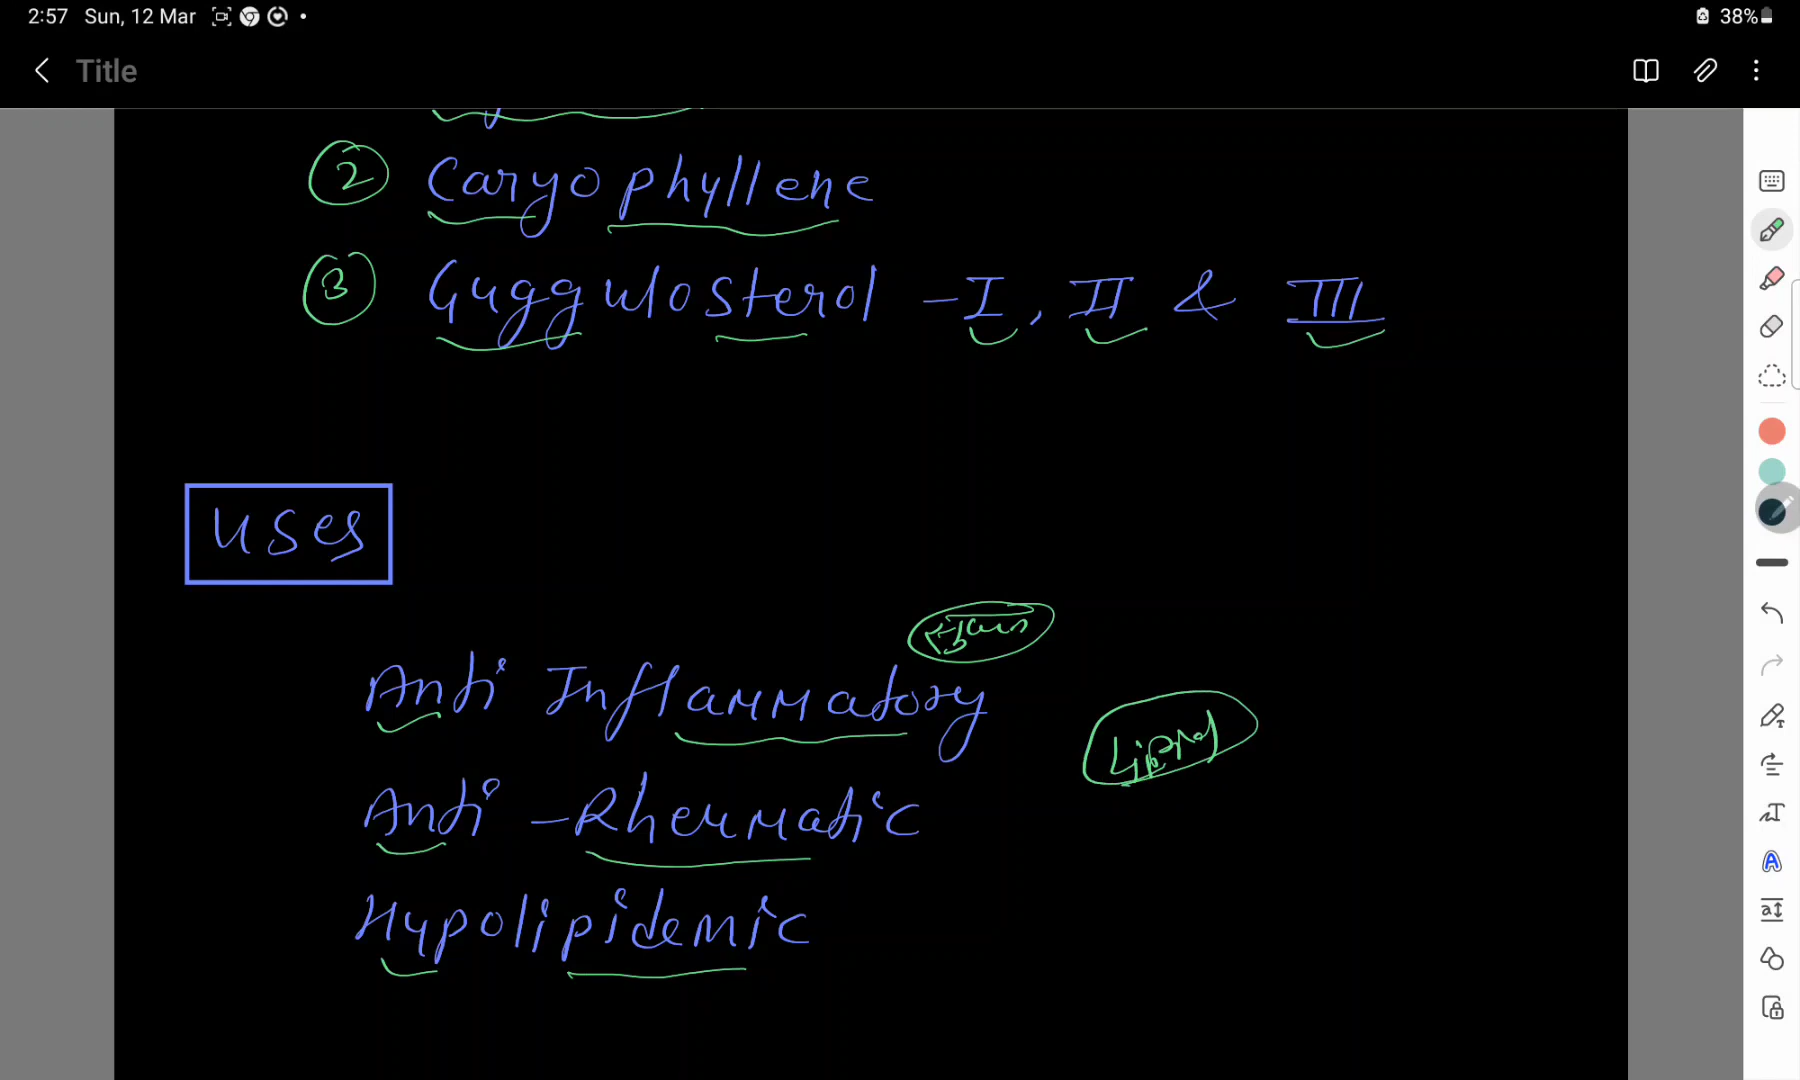 2:57 Sun, 12 Mar
38%
Title
2 Caryophyllene
3 Guggulosterol - I, II & III
Uses
Anti Inflammatory
Lipid
Anti - Rheumatic
Hypolipidemic